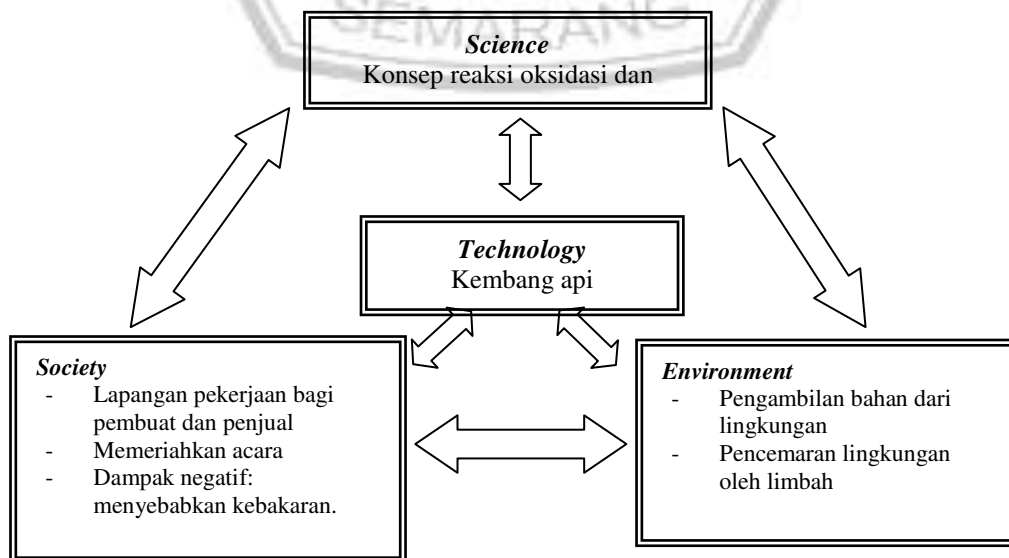 SEMARANG
Science
Konsep reaksi oksidasi dan
Technology
Kembang api
Society
- Lapangan pekerjaan bagi
pembuat dan penjual
- Memeriahkan acara
- Dampak negatif:
menyebabkan kebakaran.
Environment
- Pengambilan bahan dari
lingkungan
- Pencemaran lingkungan
oleh limbah